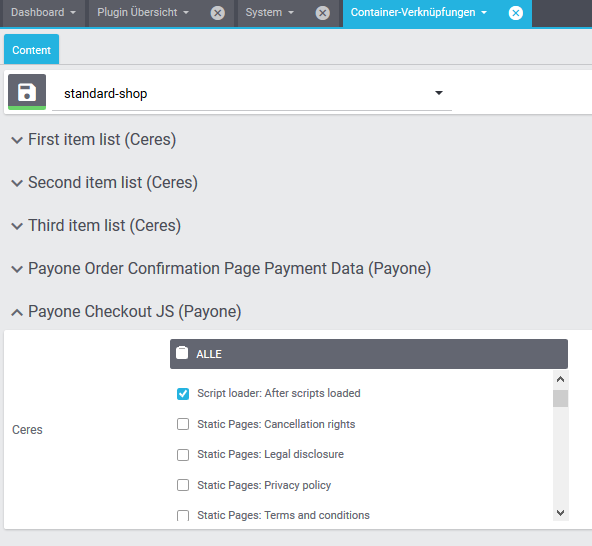 Dashboard Plugin Übersicht System Container-Verknüpfungen
Content
standard-shop
First item list (Ceres)
Second item list (Ceres)
Third item list (Ceres)
Payone Order Confirmation Page Payment Data (Payone)
Payone Checkout JS (Payone)
ALLE
Script loader: After scripts loaded
Static Pages: Cancellation rights
Ceres
Static Pages: Legal disclosure
Static Pages: Privacy policy
Static Pages: Terms and conditions